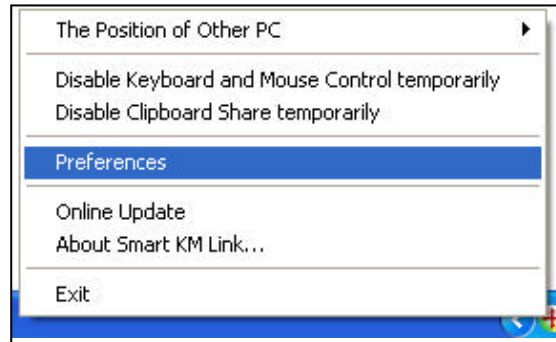 The Position of Other PC
Disable Keyboard and Mouse Control temporarily
Disable Clipboard Share temporarily
Preferences
Online Update
About Smart KM Link...
Exit